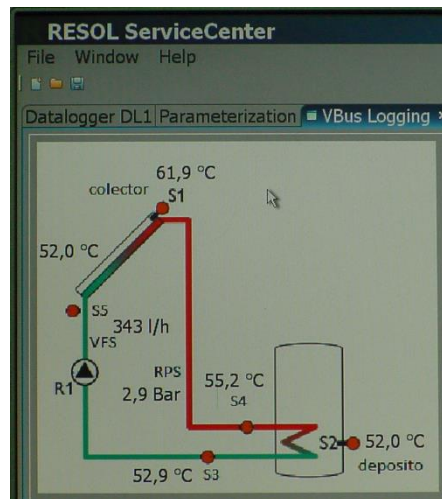 RESOL ServiceCenter
File Window Help
Datalogger DL1 Parameterization VBus Logging
61,9 °C
colector S1
52,0 °C
S5 343 l/h
VFS
R1 RPS 55,2 °C
2,9 Bar S4
S2 52,0 °C
deposito
52,9 °C S3